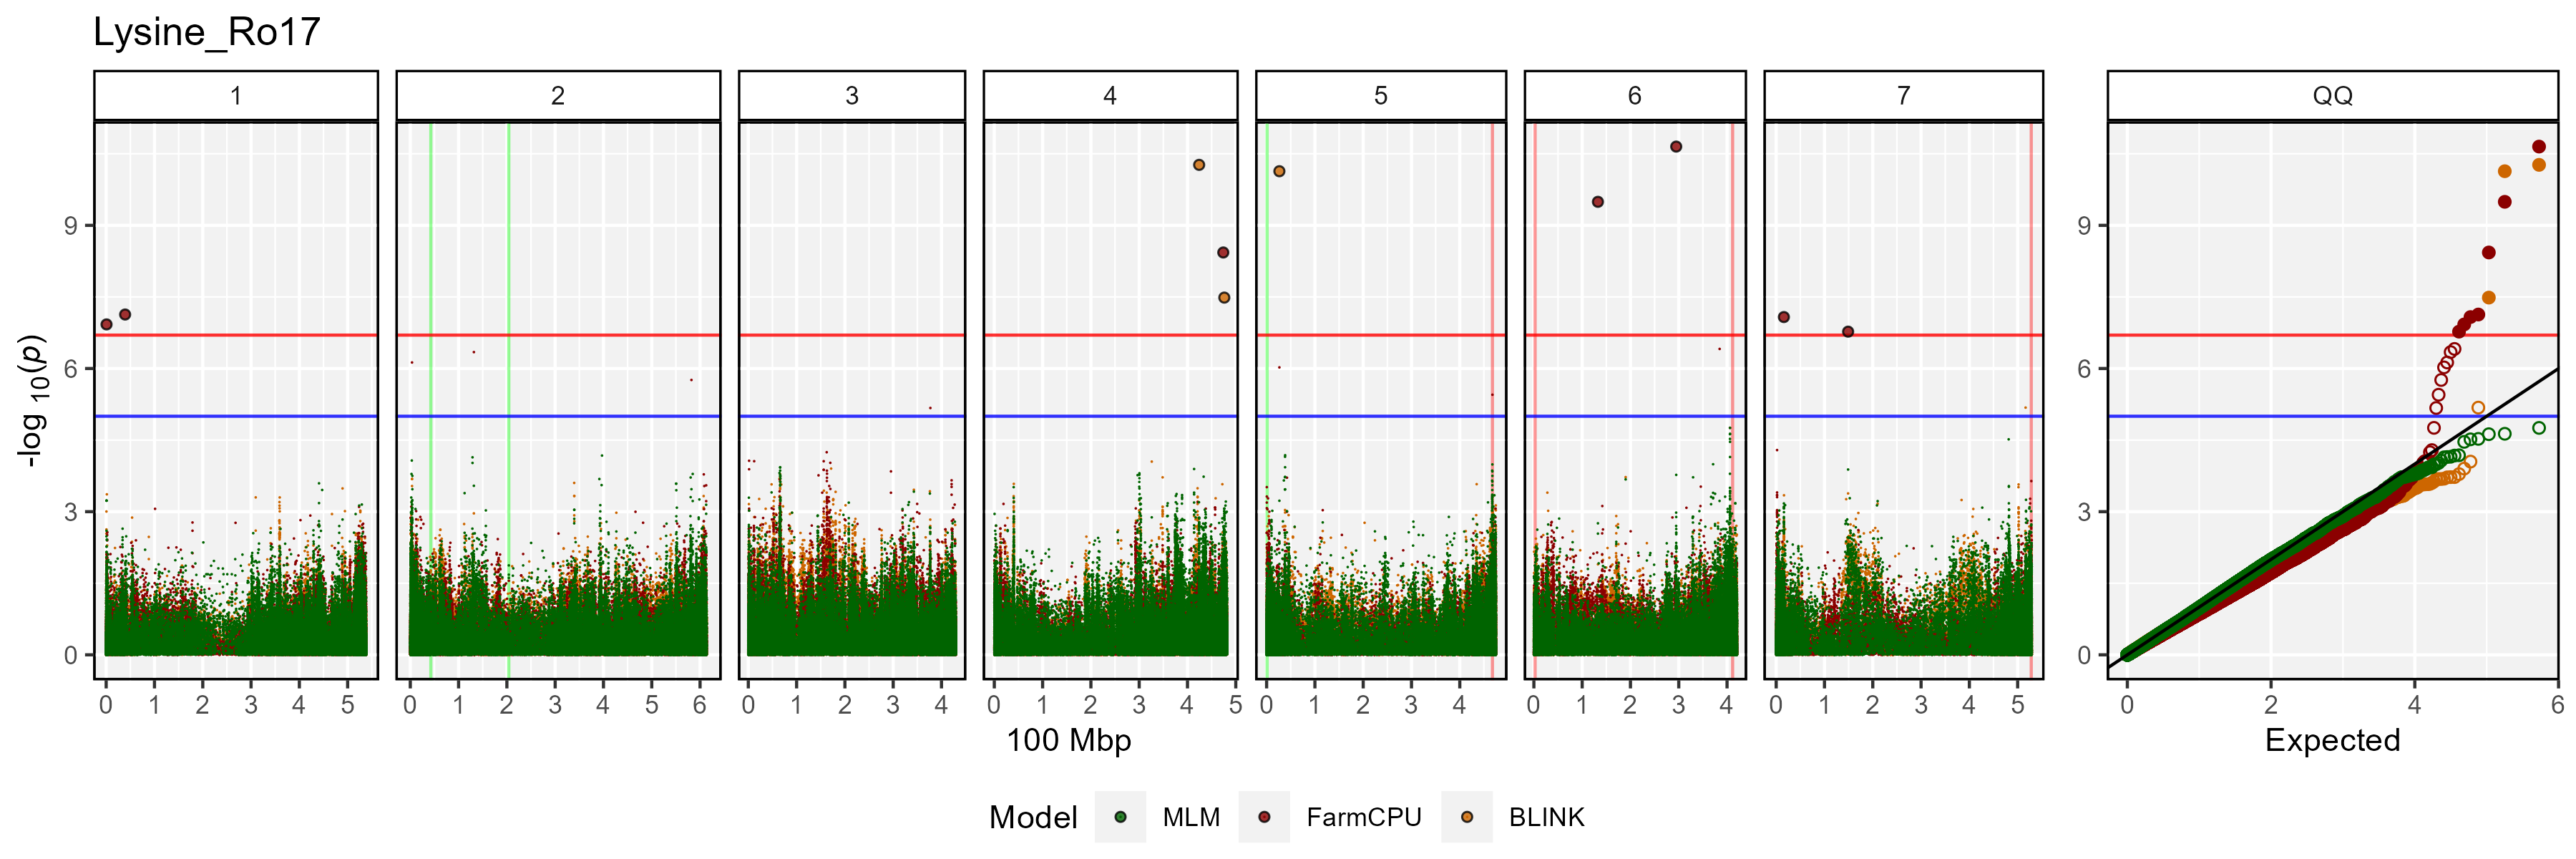 Lysine_Ro17
1 2 3 4 5 6 7 QQ
9 9
6 6
3 3
0 0
-log 10(p)
0 1 2 3 4 5 0 1 2 3 4 5 6 0 1 2 3 4 0 1 2 3 4 5 0 1 2 3 4 0 1 2 3 4 0 1 2 3 4 5 0 2 4 6
100 Mbp Expected
Model MLM FarmCPU BLINK